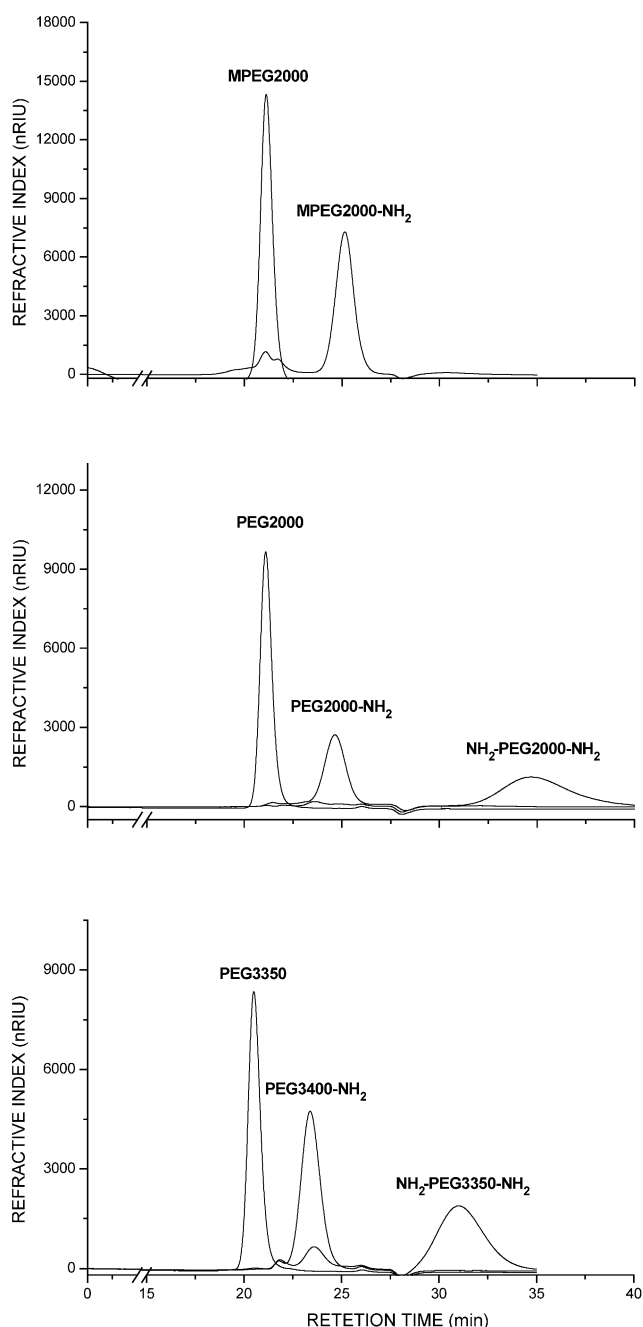 18000
15000
12000
9000
6000
3000
0
REFRACTIVE INDEX (nRIU)
MPEG2000
MPEG2000-NH2
12000
9000
6000
3000
0
REFRACTIVE INDEX (nRIU)
PEG2000
PEG2000-NH2
NH2-PEG2000-NH2
9000
6000
3000
0
REFRACTIVE INDEX (nRIU)
PEG3350
PEG3400-NH2
NH2-PEG3350-NH2
0 15 20 25 30 35 40
RETETION TIME (min)